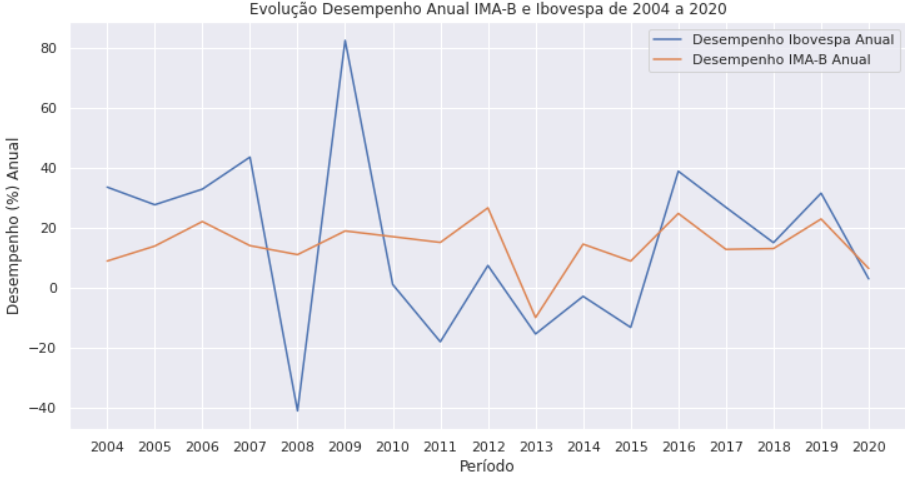 Evolução Desempenho Anual IMA-B e Ibovespa de 2004 a 2020
Desempenho Ibovespa Anual
Desempenho IMA-B Anual
Desempenho (%) Anual
80
60
40
20
0
−20
−40
2004 2005 2006 2007 2008 2009 2010 2011 2012 2013 2014 2015 2016 2017 2018 2019 2020
Período